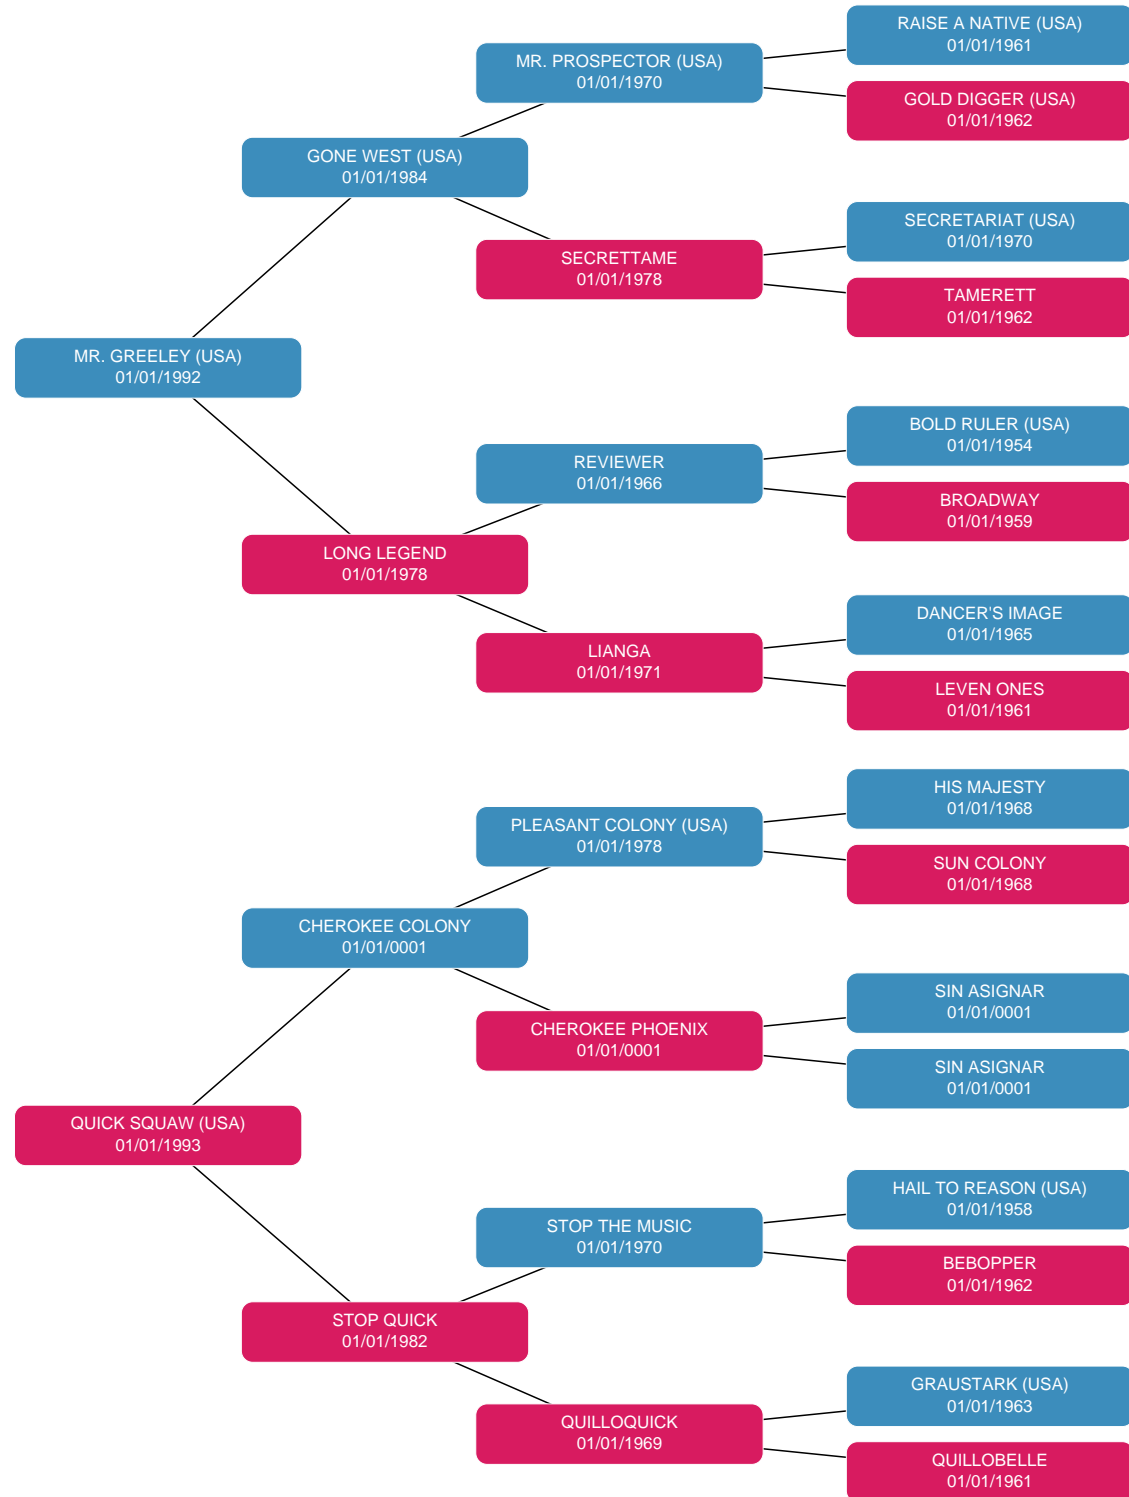 RAISE A NATIVE (USA)
01/01/1961
MR. PROSPECTOR (USA)
01/01/1970
GOLD DIGGER (USA)
01/01/1962
GONE WEST (USA)
01/01/1984
SECRETARIAT (USA)
01/01/1970
SECRETTAME
01/01/1978
TAMERETT
01/01/1962
MR. GREELEY (USA)
01/01/1992
BOLD RULER (USA)
01/01/1954
REVIEWER
01/01/1966
BROADWAY
01/01/1959
LONG LEGEND
01/01/1978
DANCER'S IMAGE
01/01/1965
LIANGA
01/01/1971
LEVEN ONES
01/01/1961
HIS MAJESTY
01/01/1968
PLEASANT COLONY (USA)
01/01/1978
SUN COLONY
01/01/1968
CHEROKEE COLONY
01/01/0001
SIN ASIGNAR
01/01/0001
CHEROKEE PHOENIX
01/01/0001
SIN ASIGNAR
01/01/0001
QUICK SQUAW (USA)
01/01/1993
HAIL TO REASON (USA)
01/01/1958
STOP THE MUSIC
01/01/1970
BEBOPPER
01/01/1962
STOP QUICK
01/01/1982
GRAUSTARK (USA)
01/01/1963
QUILLOQUICK
01/01/1969
QUILLOBELLE
01/01/1961